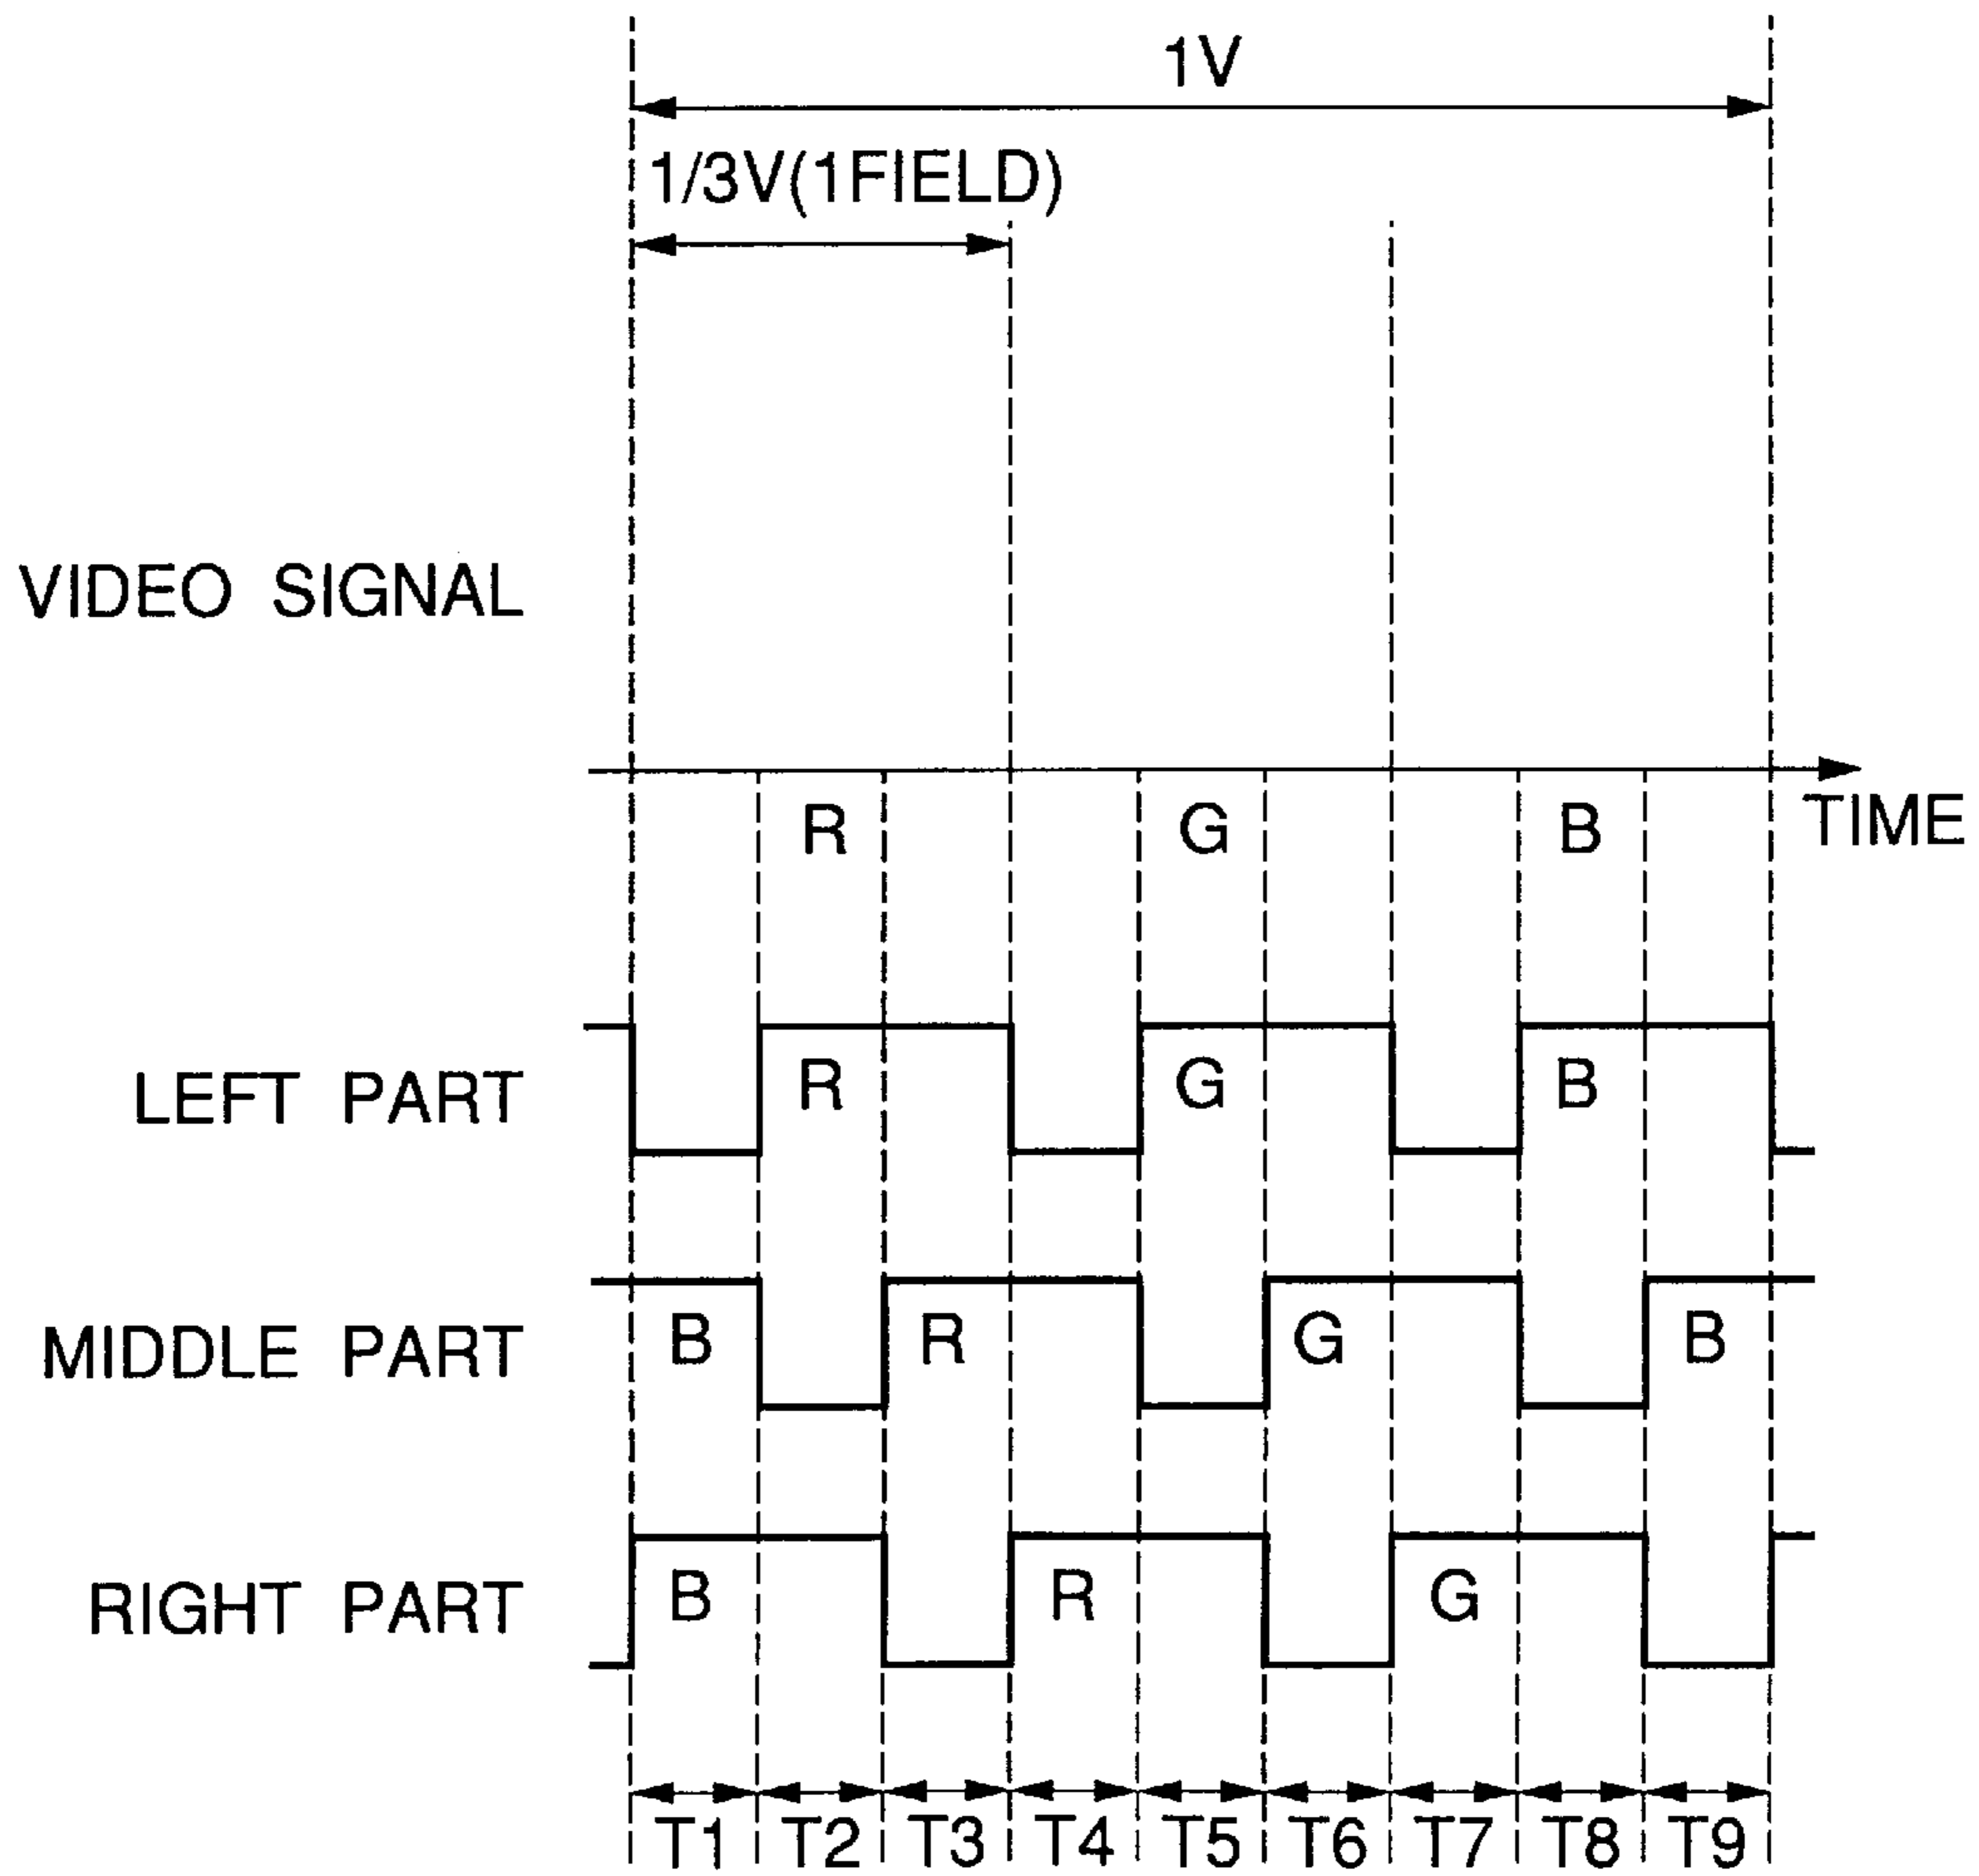 1V
1/3V(1FIELD)
VIDEO SIGNAL
R G B TIME
LEFT PART R G B
MIDDLE PART B R G B
RIGHT PART B R G
T1 T2 T3 T4 T5 T6 T7 T8 T9